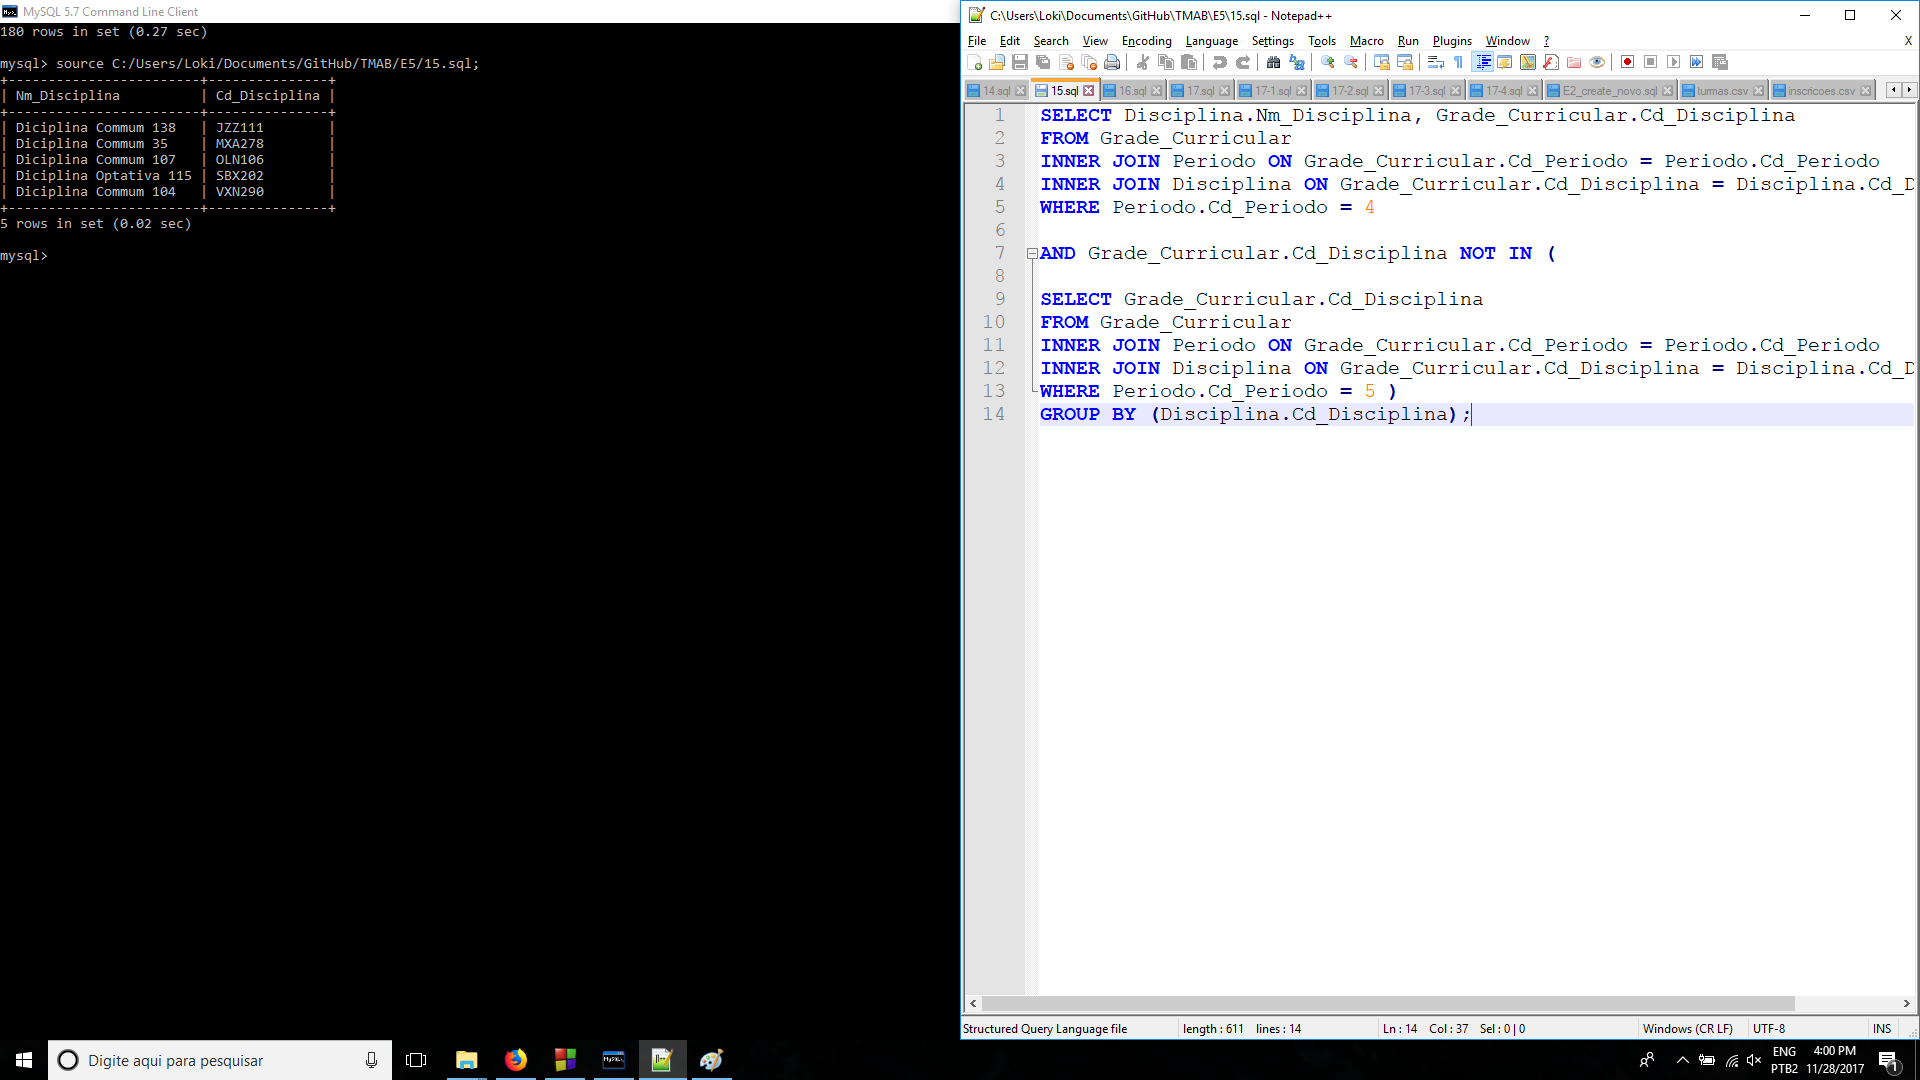 MySQL 5.7 Command Line Client
180 rows in set (0.27 sec)
mysql> source C:/Users/Loki/Documents/GitHub/TMAB/E5/15.sql;
+------------------------+---------------+
| Nm_Disciplina | Cd_Disciplina |
+------------------------+---------------+
| Diciplina Commum 138 | JZZ111 |
| Diciplina Commum 35 | MXA278 |
| Diciplina Commum 107 | OLN106 |
| Diciplina Optativa 115 | SBX202 |
| Diciplina Commum 104 | VXN290 |
+------------------------+---------------+
5 rows in set (0.02 sec)
mysql>
C:\Users\Loki\Documents\GitHub\TMAB\E5\15.sql - Notepad++
File Edit Search View Encoding Language Settings Tools Macro Run Plugins Window ? X
14.sql 15.sql 16.sql 17.sql 17-1.sql 17-2.sql 17-3.sql 17-4.sql E2_create_novo.sql turmas.csv inscricoes.csv
1 SELECT Disciplina.Nm_Disciplina, Grade_Curricular.Cd_Disciplina
2 FROM Grade_Curricular
3 INNER JOIN Periodo ON Grade_Curricular.Cd_Periodo = Periodo.Cd_Periodo
4 INNER JOIN Disciplina ON Grade_Curricular.Cd_Disciplina = Disciplina.Cd_D
5 WHERE Periodo.Cd_Periodo = 4
6
7 AND Grade_Curricular.Cd_Disciplina NOT IN (
8
9 SELECT Grade_Curricular.Cd_Disciplina
10 FROM Grade_Curricular
11 INNER JOIN Periodo ON Grade_Curricular.Cd_Periodo = Periodo.Cd_Periodo
12 INNER JOIN Disciplina ON Grade_Curricular.Cd_Disciplina = Disciplina.Cd_D
13 WHERE Periodo.Cd_Periodo = 5 )
14 GROUP BY (Disciplina.Cd_Disciplina);
Structured Query Language file length : 611 lines : 14 Ln : 14 Col : 37 Sel : 0 | 0 Windows (CR LF) UTF-8 INS
Digite aqui para pesquisar
ENG 4:00 PM
PTB2 11/28/2017
1